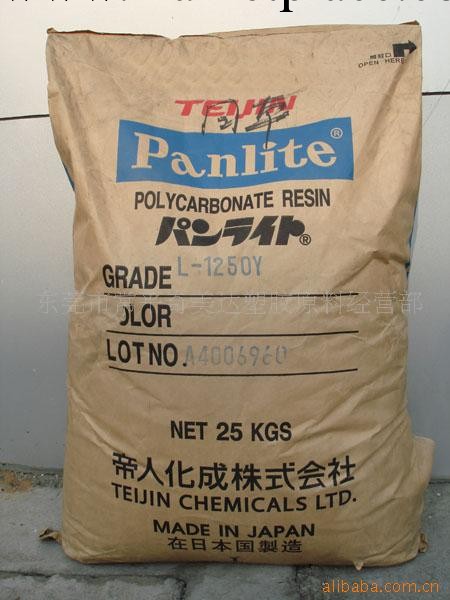 OPEN HERE
TEIJIN
Panlite®
POLYCARBONATE RESIN
パンライト®
GRADE L-1250Y
COLOR
LOT NO. A4006960
NET 25 KGS
帝人化成株式会社
TEIJIN CHEMICALS LTD.
MADE IN JAPAN
在日本国製造
alibaba.com.cn